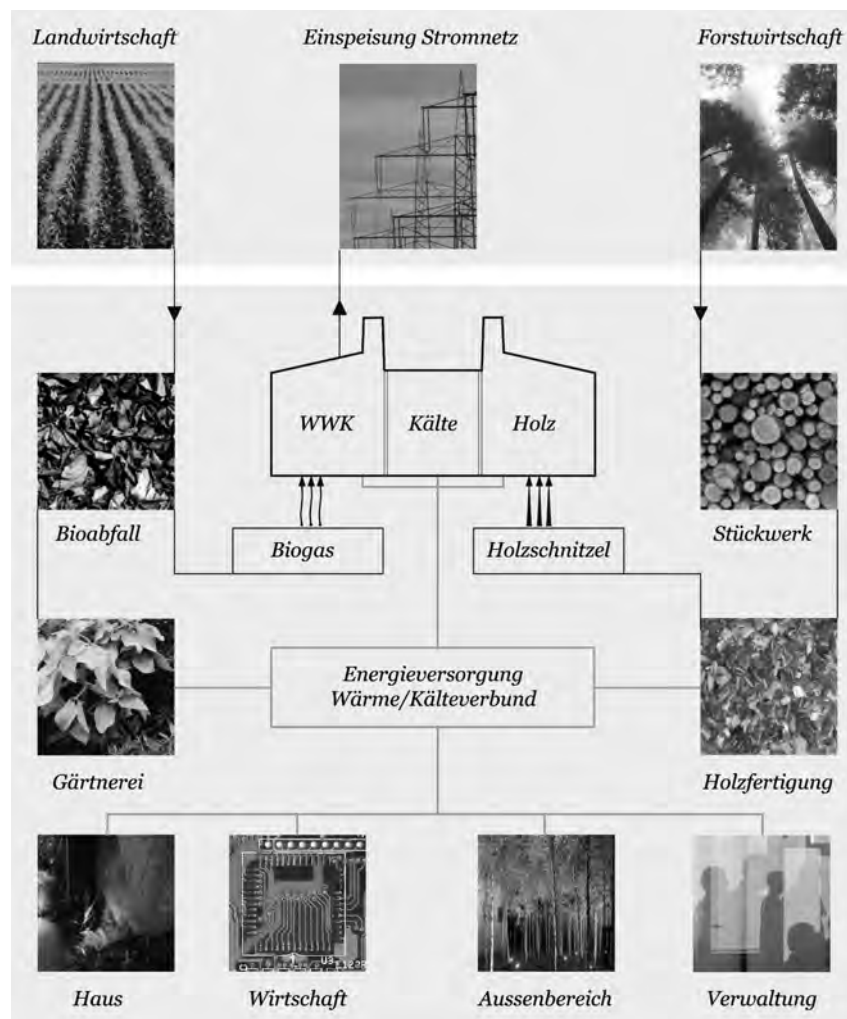 Landwirtschaft
Einspeisung Stromnetz
Forstwirtschaft
WWK
Kälte
Holz
Bioabfall
Biogas
Holzschnitzel
Stückwerk
Energieversorgung
Wärme/Kälteverbund
Gärtnerei
Holzfertigung
U3
Haus
Wirtschaft
Aussenbereich
Verwaltung